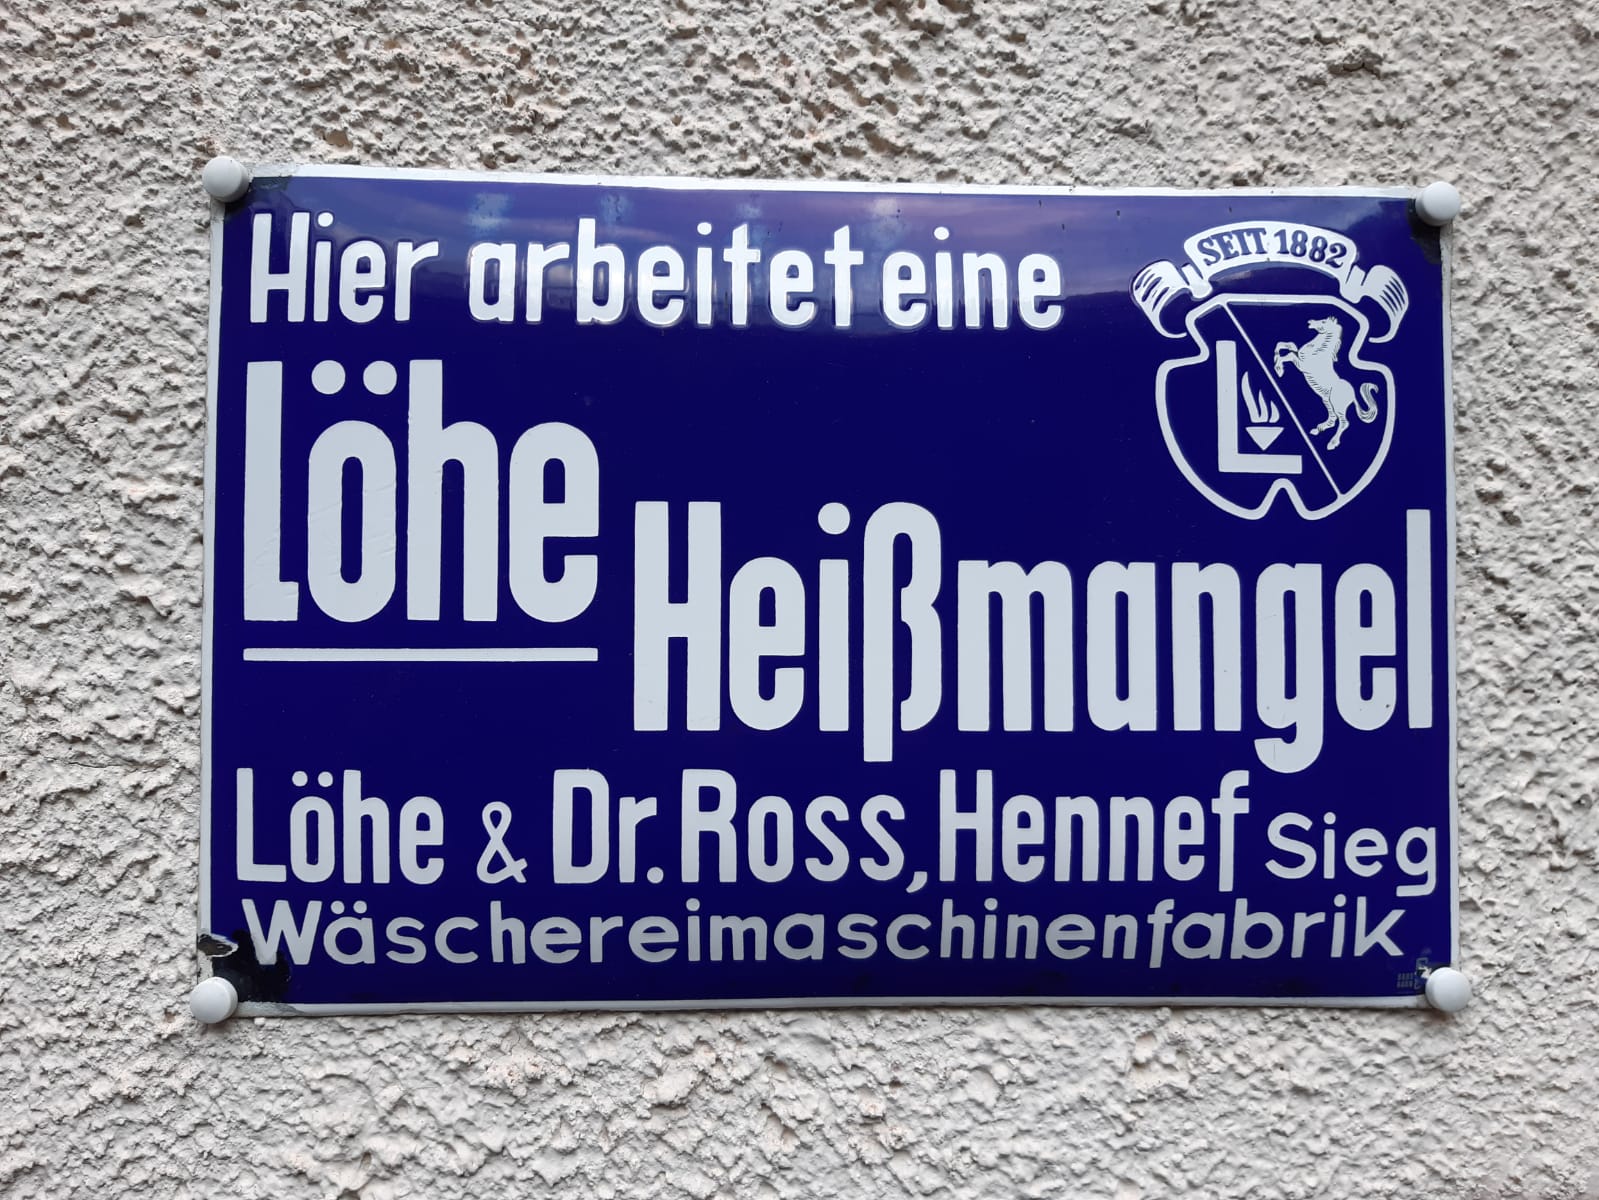 Hier arbeitet eine
SEIT 1882
L
Löhe
Heißmangel
Löhe & Dr. Ross, Hennef Sieg
Wäschereimaschinenfabrik